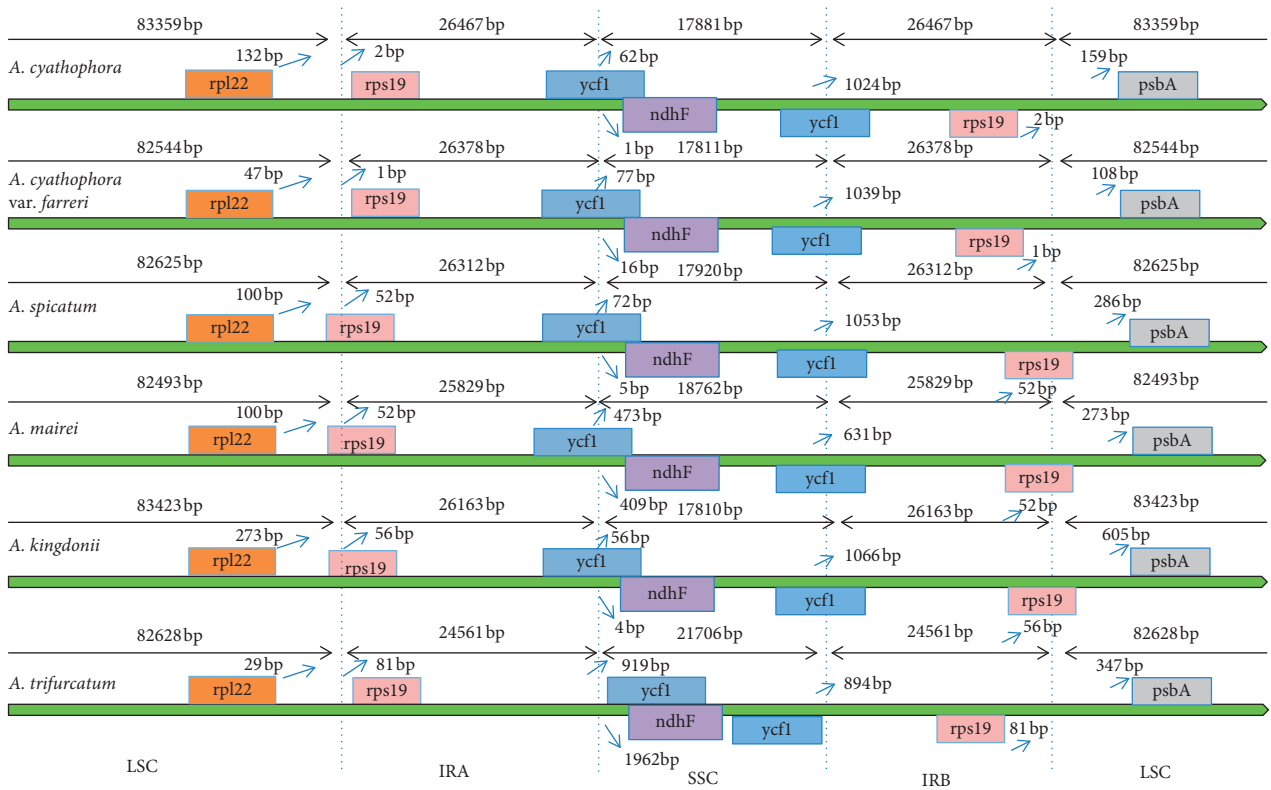 83359 bp 26467 bp 17881 bp 26467 bp 83359 bp
132 bp 2 bp 62 bp 159 bp
A. cyathophora rpl22 rps19 ycf1 1024 bp psbA
ndhF ycf1 rps19 2 bp
1 bp
82544 bp 26378 bp 17811 bp 26378 bp 82544 bp
47 bp 1 bp 77 bp 108 bp
A. cyathophora
var. farreri rpl22 rps19 ycf1 1039 bp psbA
ndhF ycf1 rps19
16 bp 1 bp
82625 bp 26312 bp 17920 bp 26312 bp 82625 bp
100 bp 52 bp 72 bp 286 bp
A. spicatum rpl22 rps19 ycf1 1053 bp psbA
ndhF ycf1 rps19
5 bp 52 bp
82493 bp 25829 bp 18762 bp 25829 bp 82493 bp
100 bp 52 bp 473 bp 273 bp
A. mairei rpl22 rps19 ycf1 631 bp psbA
ndhF ycf1 rps19
409 bp 52 bp
83423 bp 26163 bp 17810 bp 26163 bp 83423 bp
273 bp 56 bp 56 bp 605 bp
A. kingdonii rpl22 rps19 ycf1 1066 bp psbA
ndhF ycf1 rps19
4 bp 56 bp
82628 bp 24561 bp 21706 bp 24561 bp 82628 bp
29 bp 81 bp 919 bp 347 bp
A. trifurcatum rpl22 rps19 ycf1 894 bp psbA
ndhF ycf1 rps19 81 bp
1962 bp
LSC IRA SSC IRB LSC